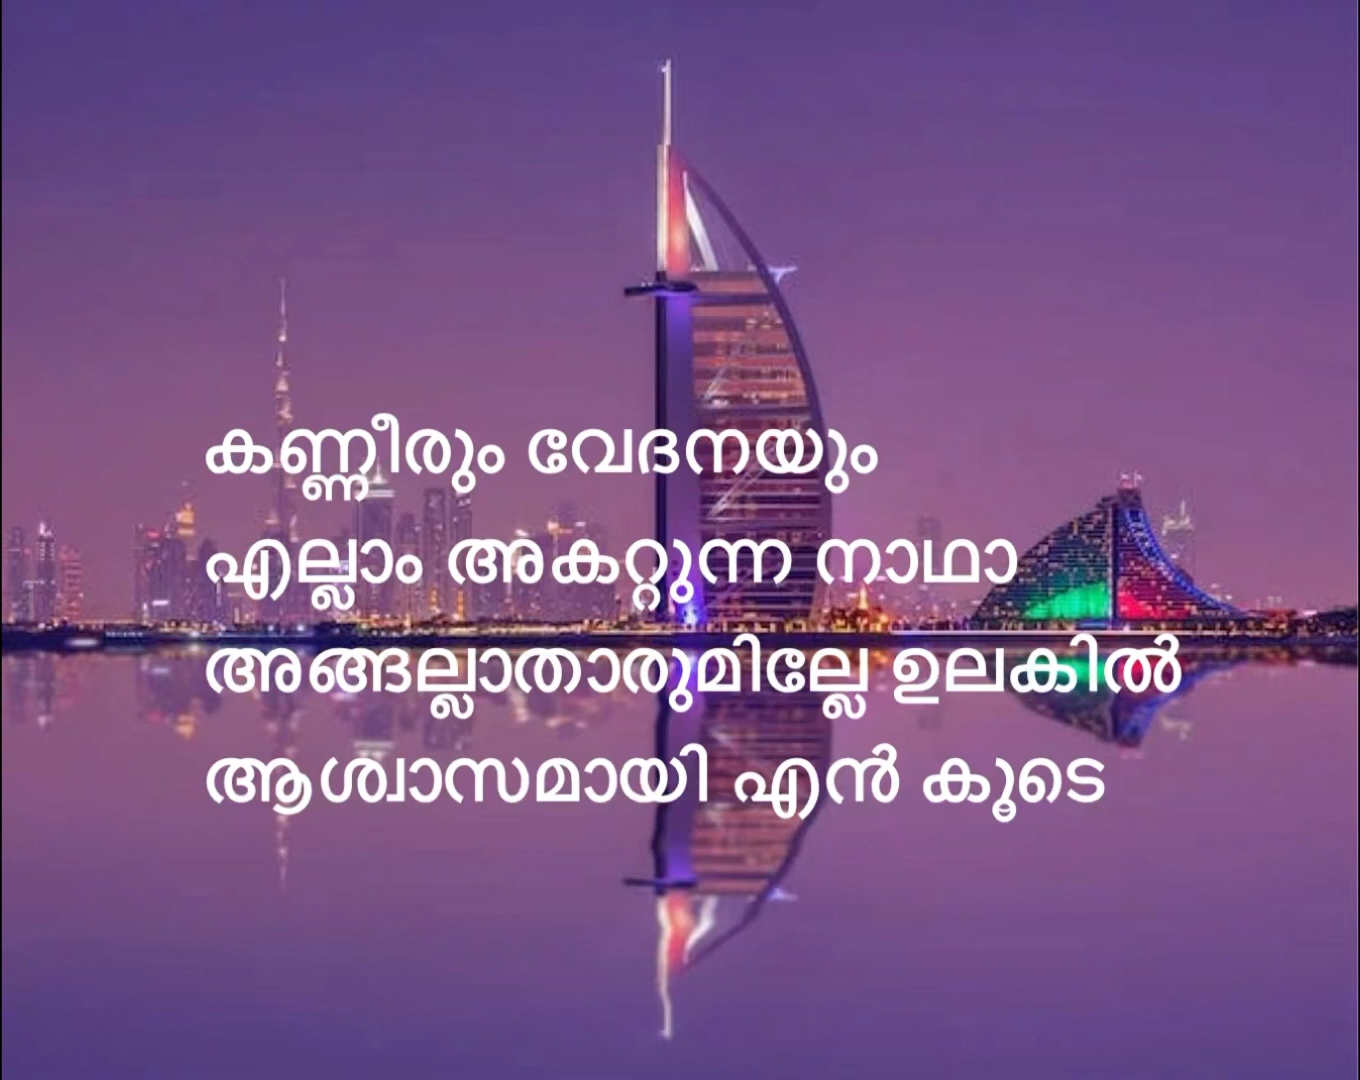 കണ്ണീരും വേദനയും
എല്ലാം അകറ്റുന്ന നാഥാ
അങ്ങല്ലാതാരുമില്ലേ ഉലകിൽ
ആശ്വാസമായി എൻ കൂടെ